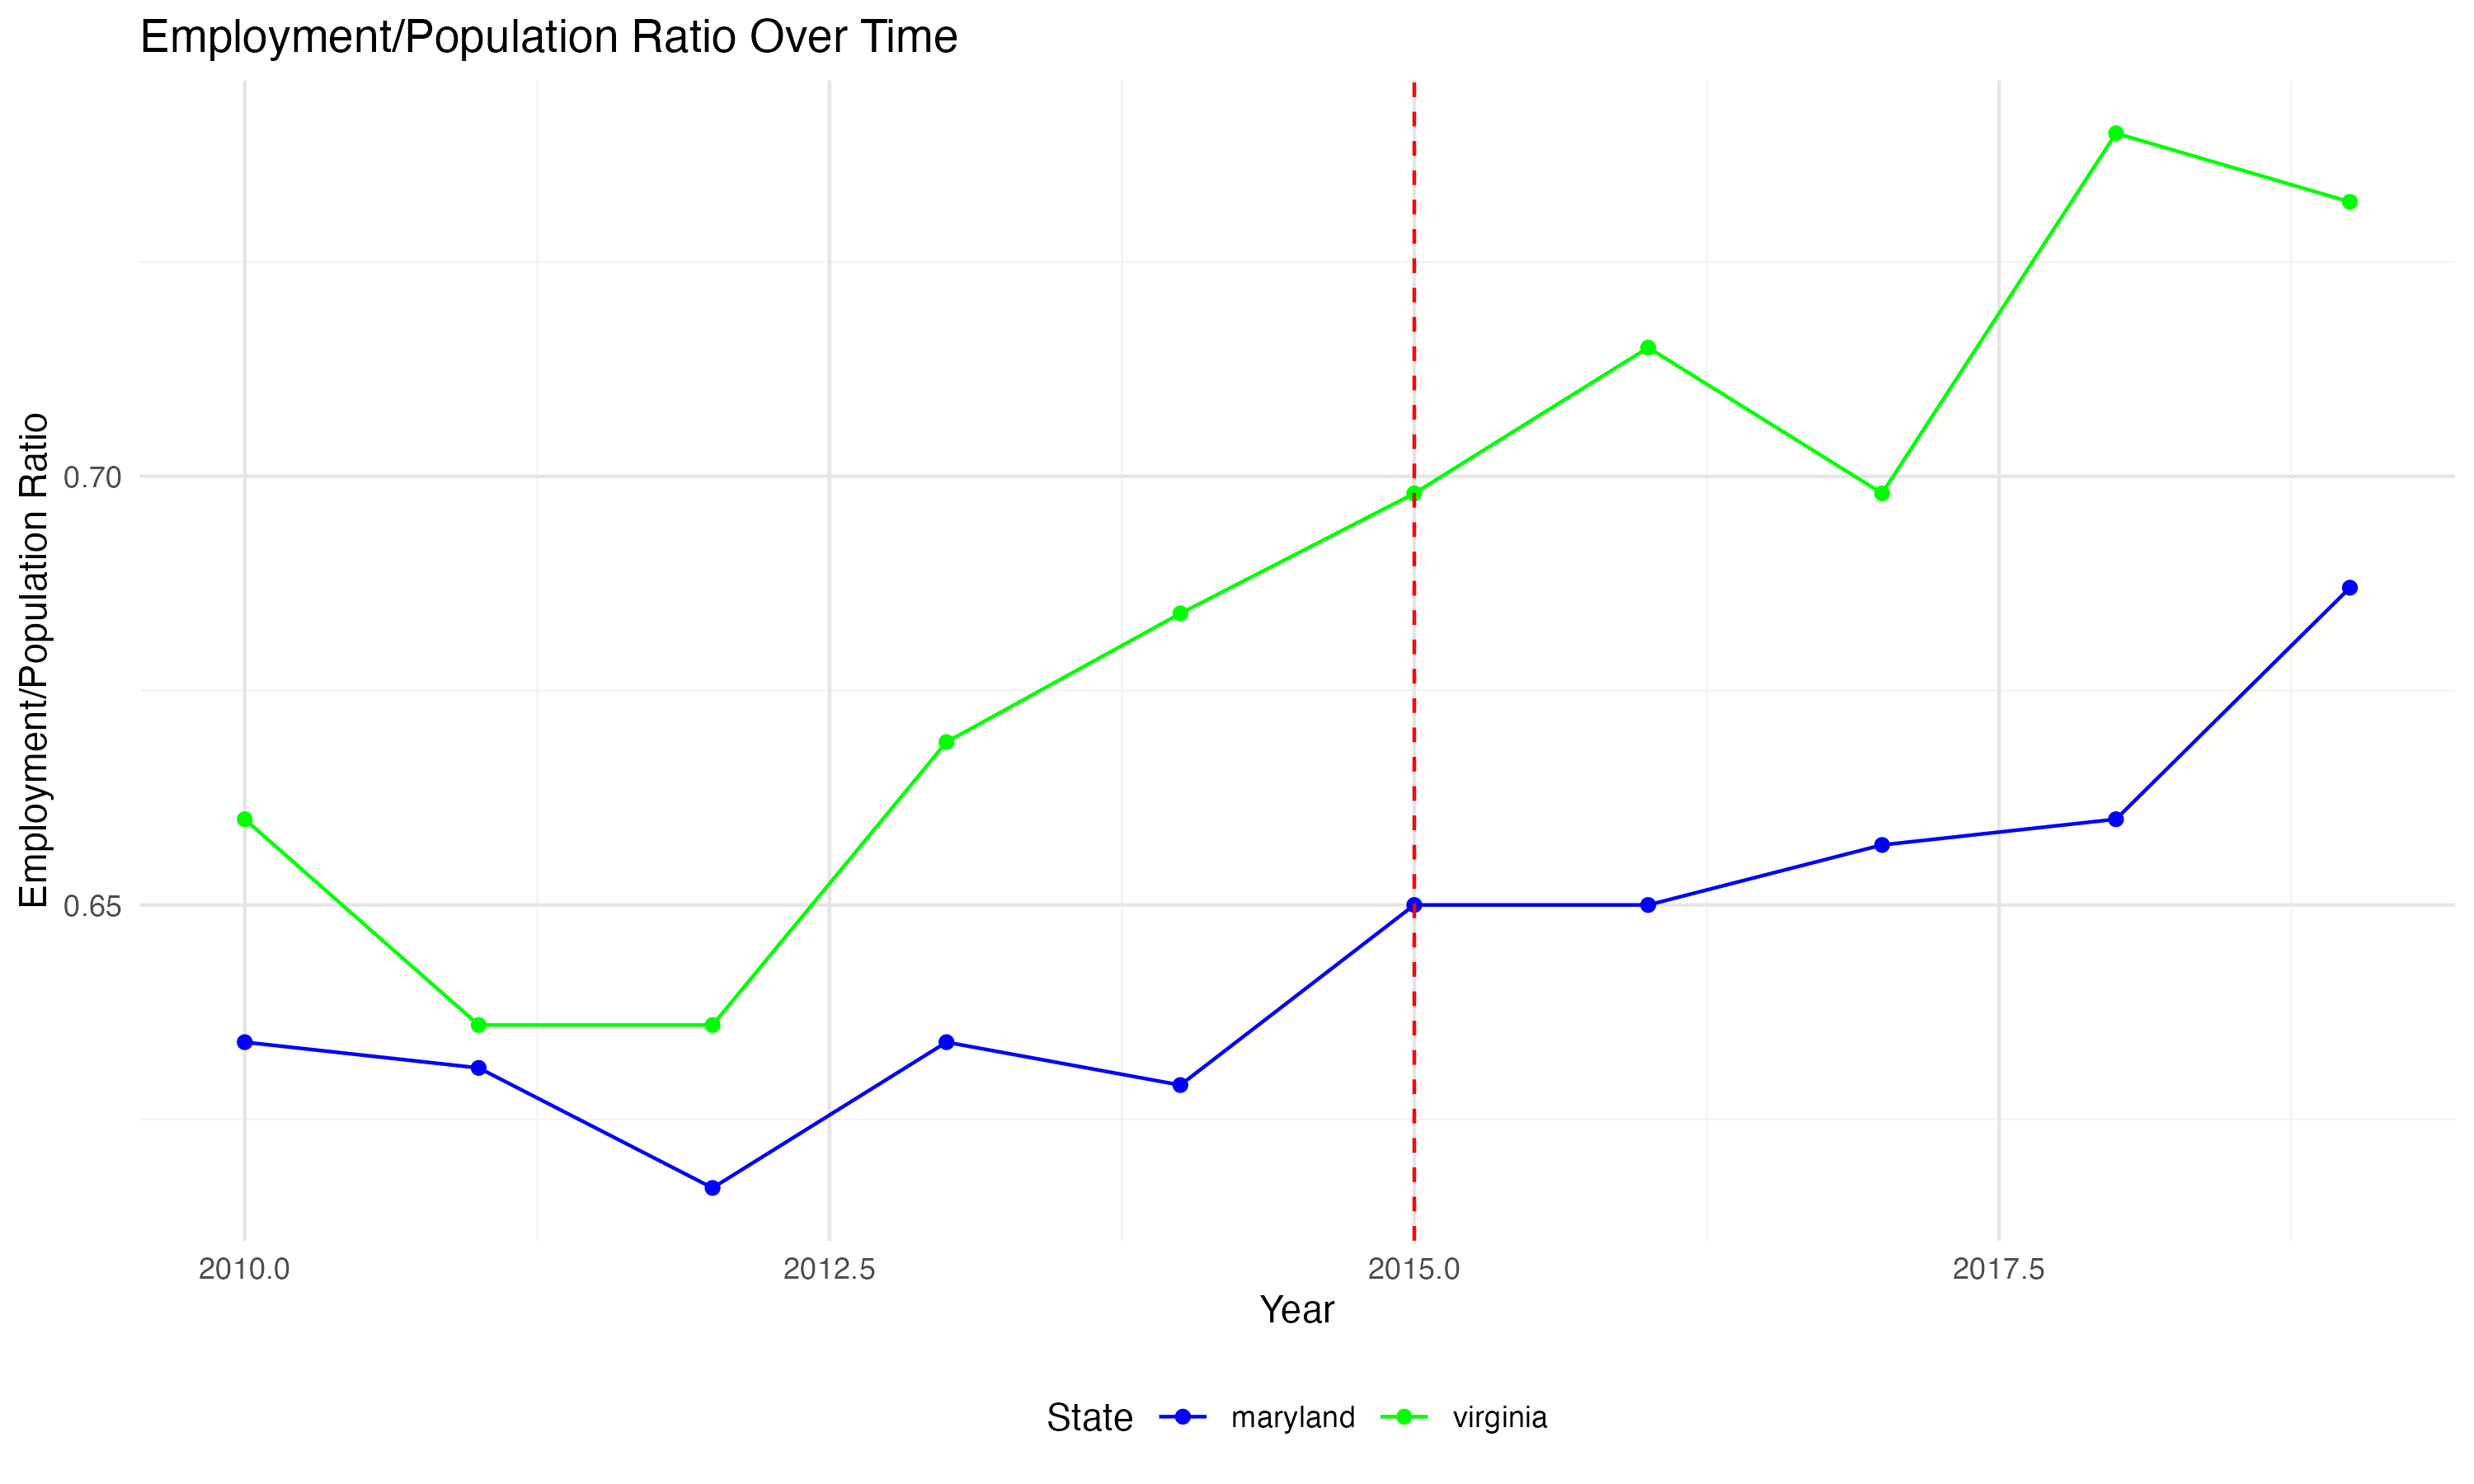 Employment/Population Ratio Over Time
Employment/Population Ratio
0.70
0.65
2010.0 2012.5 2015.0 2017.5
Year
State maryland virginia